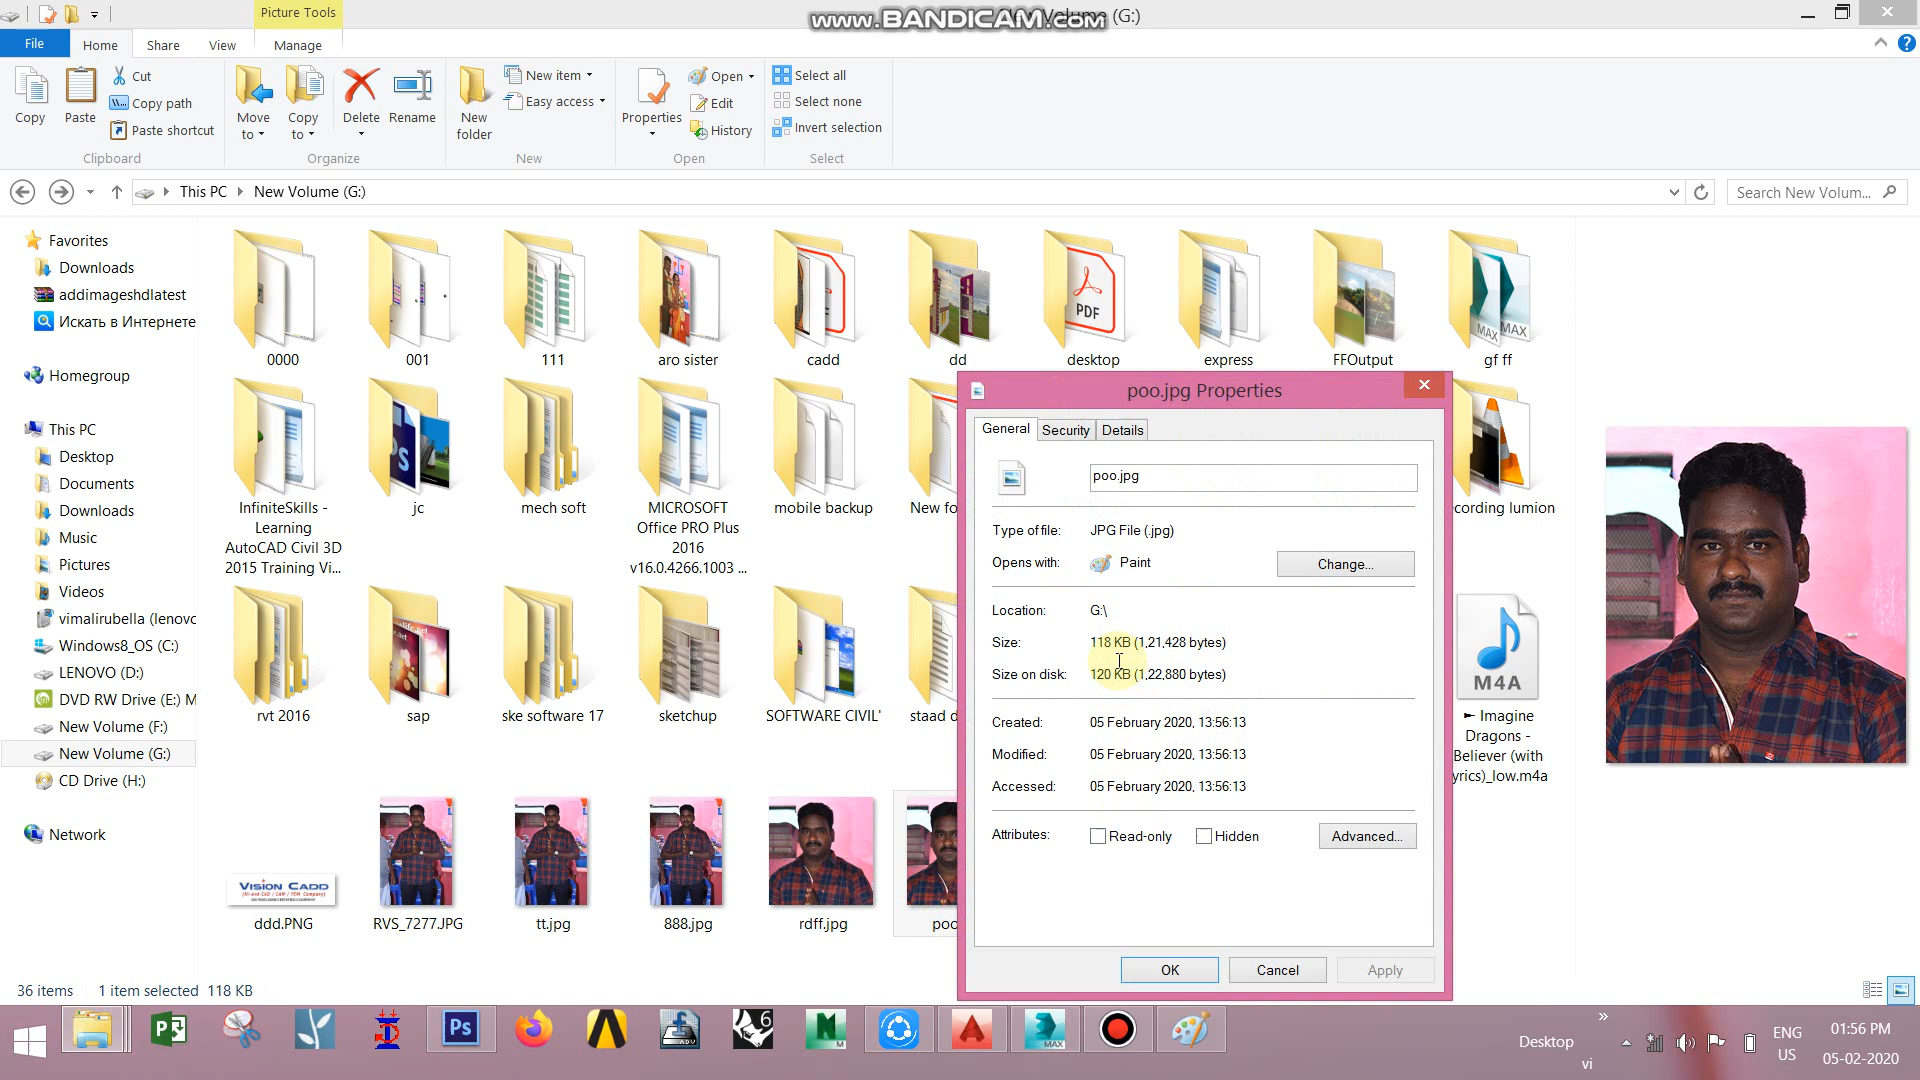 Picture Tools
www.BANDICAM.com
(G:)
File
Home
Share
View
Manage
Copy
Paste
Cut
Copy path
Paste shortcut
Clipboard
Move to
Copy to
Delete
Rename
Organize
New folder
New item
Easy access
New
Properties
Open
Edit
History
Open
Select all
Select none
Invert selection
Select
This PC
New Volume (G:)
Search New Volum...
Favorites
Downloads
addimageshdlatest
Искать в Интернете
Homegroup
This PC
Desktop
Documents
Downloads
Music
Pictures
Videos
vimalirubella (lenovo
Windows8_OS (C:)
LENOVO (D:)
DVD RW Drive (E:) M
New Volume (F:)
New Volume (G:)
CD Drive (H:)
Network
0000
001
111
aro sister
cadd
dd
PDF
desktop
express
FFOutput
MAX
MAX
gf ff
InfiniteSkills -
Learning
AutoCAD Civil 3D
2015 Training Vi...
jc
mech soft
MICROSOFT
Office PRO Plus
2016
v16.0.4266.1003 ...
mobile backup
New fo
cording lumion
rvt 2016
sap
ske software 17
sketchup
SOFTWARE CIVIL'
staad d
M4A
► Imagine
Dragons -
Believer (with
yrics)_low.m4a
VISION CADD
ddd.PNG
RVS_7277.JPG
tt.jpg
888.jpg
rdff.jpg
poo
poo.jpg Properties
General
Security
Details
poo.jpg
Type of file:
JPG File (.jpg)
Opens with:
Paint
Change...
Location:
G:\
Size:
118 KB (1,21,428 bytes)
Size on disk:
120 KB (1,22,880 bytes)
Created:
05 February 2020, 13:56:13
Modified:
05 February 2020, 13:56:13
Accessed:
05 February 2020, 13:56:13
Attributes:
Read-only
Hidden
Advanced...
OK
Cancel
Apply
36 items
1 item selected 118 KB
Ps
6
M
MAX
Desktop
»
vi
ENG
US
01:56 PM
05-02-2020